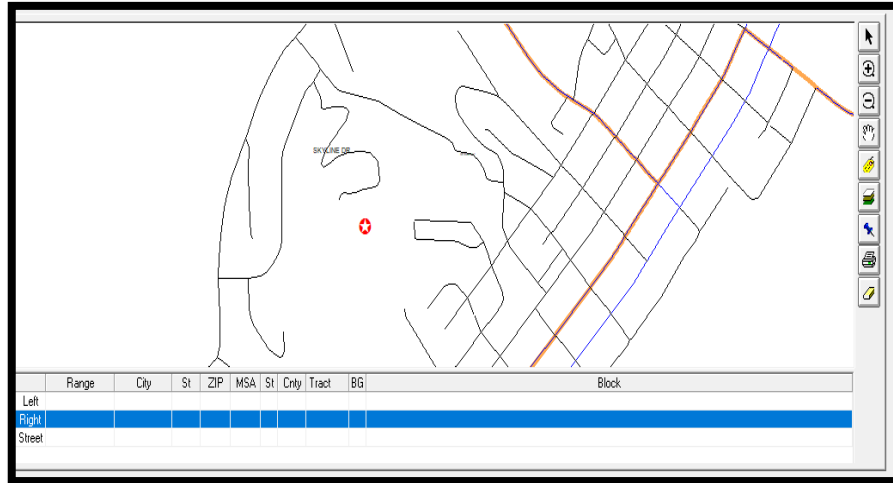 SKYLINE DR
Range City St ZIP MSA St Cnty Tract BG Block
Left
Right
Street